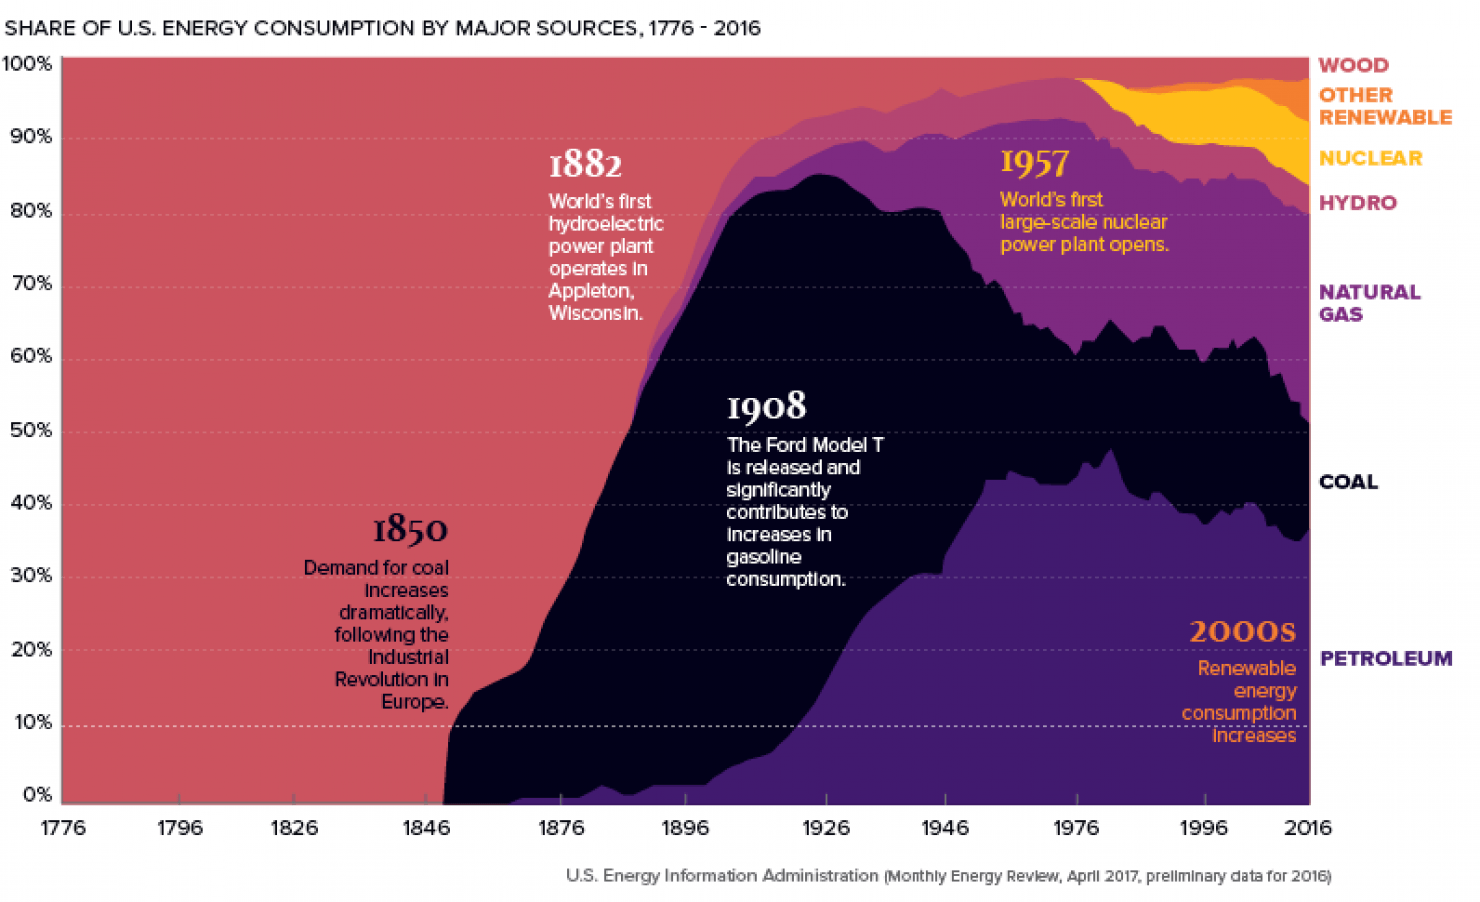 SHARE OF U.S. ENERGY CONSUMPTION BY MAJOR SOURCES, 1776 - 2016
100%
90%
80%
70%
60%
50%
40%
30%
20%
10%
0%
1850
Demand for coal
increases
dramatically,
following the
Industrial
Revolution in
Europe.
1882
World's first
hydroelectric
power plant
operates in
Appleton,
Wisconsin.
1908
The Ford Model T
is released and
significantly
contributes to
increases in
gasoline
consumption.
1957
World's first
large-scale nuclear
power plant opens.
2000s
Renewable
energy
consumption
increases
WOOD
OTHER
RENEWABLE
NUCLEAR
HYDRO
NATURAL
GAS
COAL
PETROLEUM
1776 1796 1826 1846 1876 1896 1926 1946 1976 1996 2016
U.S. Energy Information Administration (Monthly Energy Review, April 2017, preliminary data for 2016)